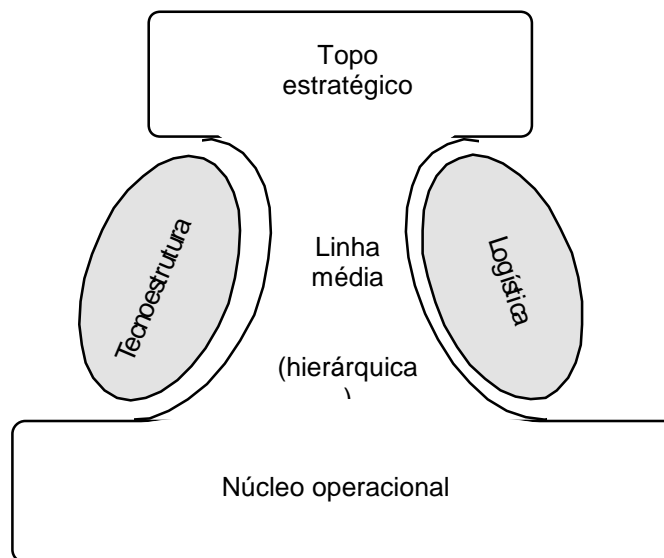 Topo
estratégico
Tecnoestrutura
Linha
média
Logística
(hierárquica
)
Núcleo operacional